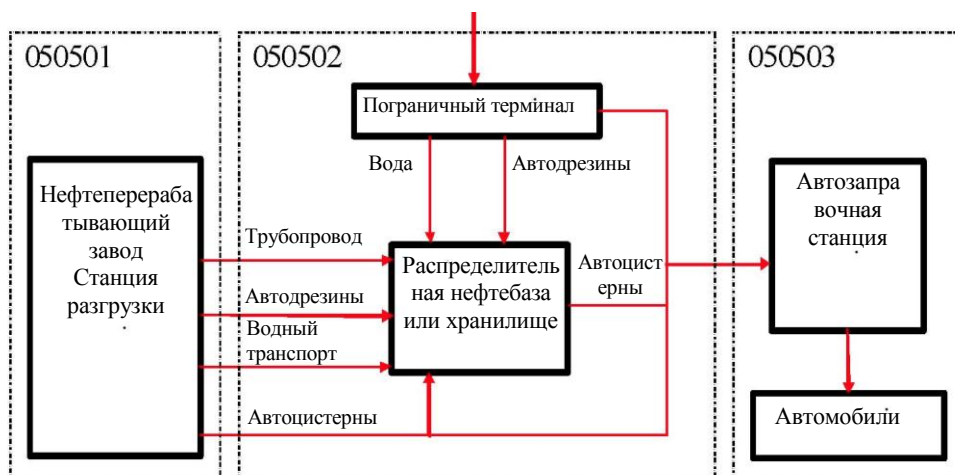 050501
Нефтеперераба
тывающий
завод
Станция
разгрузки
050502
Пограничный терминал
Вода
Автодрезины
Трубопровод
Автодрезины
Водный
транспорт
Автоцистерны
Распределитель
ная нефтебаза
или хранилище
Автоцист
ерны
050503
Автозапра
вочная
станция
Автомобили